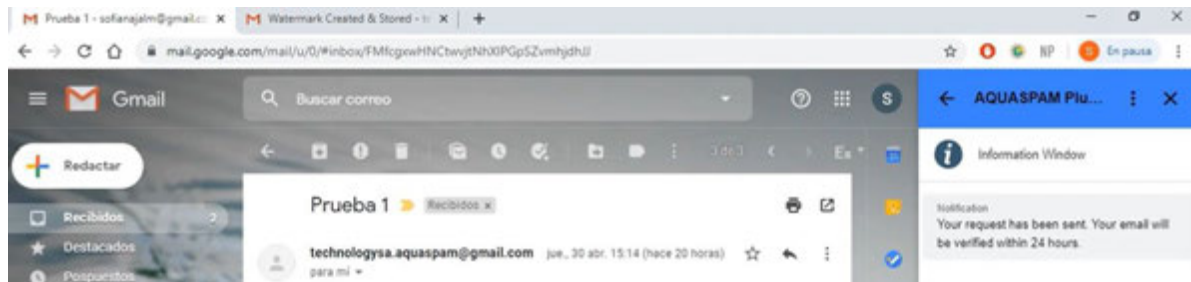 Prueba 1 - sofianajalm@gmail.c
Watermark Created & Stored - 
mail.google.com/mail/u/0/#inbox/FMfcgxwHNCtwvjtNhXlPGpSZvmhjdhJJ
NP
S
En pausa
Gmail
Buscar correo
S
AQUASPAM Plu...
Redactar
3 de 3
Es
Information Window
Prueba 1
Recibidos x
Recibidos
2
Notification
Your request has been sent. Your email will
be verified within 24 hours.
Destacados
technologysa.aquaspam@gmail.com jue., 30 abr. 15:14 (hace 20 horas)
Pospuestos
para mí